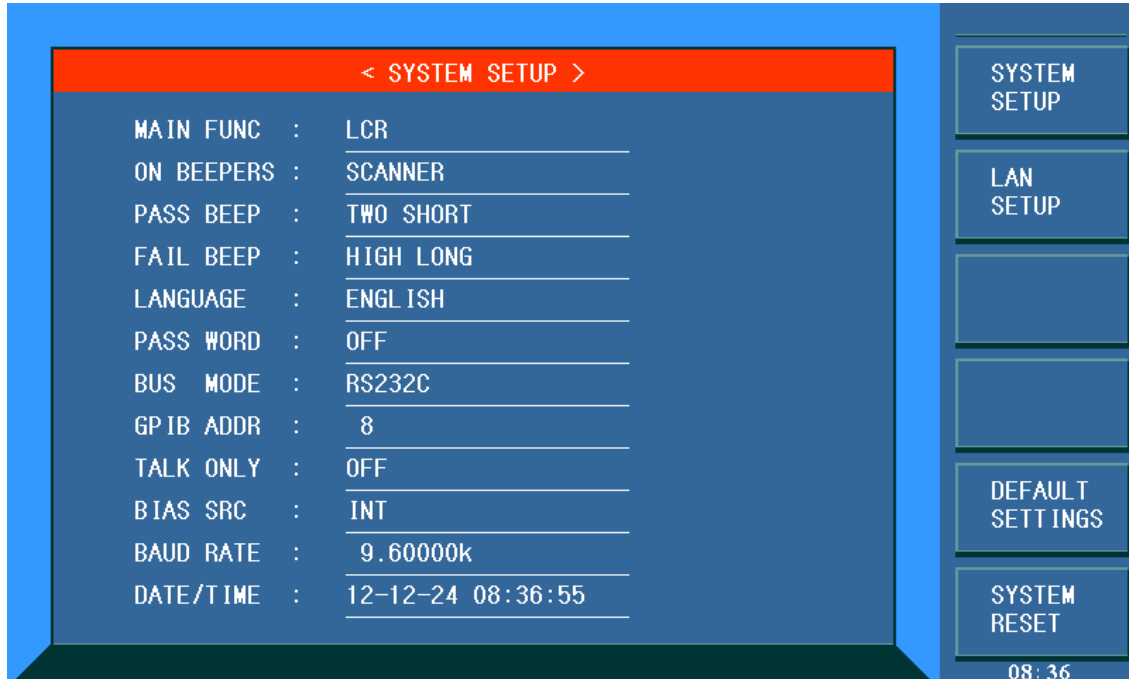 < SYSTEM SETUP >
MAIN FUNC : LCR
ON BEEPERS : SCANNER
PASS BEEP : TWO SHORT
FAIL BEEP : HIGH LONG
LANGUAGE : ENGLISH
PASS WORD : OFF
BUS MODE : RS232C
GPIB ADDR : 8
TALK ONLY : OFF
BIAS SRC : INT
BAUD RATE : 9.60000k
DATE/TIME : 12-12-24 08:36:55
SYSTEM
SETUP
LAN
SETUP
DEFAULT
SETTINGS
SYSTEM
RESET
08:36